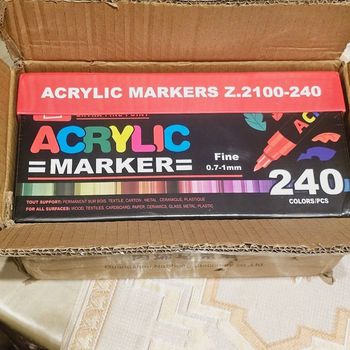 ACRYLIC MARKERS Z.2100-240
ACRYLIC
=MARKER=
Fine
0.7-1mm
240
COLORS/PCS
TOUT SUPPORT: PERMANENT SUR BOIS, TEXTILE, CARTON, METAL, CERAMIQUE, PLASTIQUE
FOR ALL SURFACES: WOOD, TEXTILES, CARDBOARD, PAPER, CERAMICS, GLASS, METAL, PLASTIC